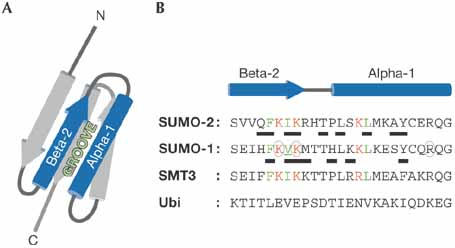 A
N
Beta-2
GROOVE
Alpha-1
C
B
Beta-2 Alpha-1
SUMO-2: SVVQFKIKRHTPLSKLMKAYCERQG
SUMO-1: SEIHFKVKMTTHLKKLKESYCQRQG
SMT3 : SEIFFKIKKTTPLRRLMEAFAKRQG
Ubi : KTITLEVEPSDTIENVKAKIQDKEG